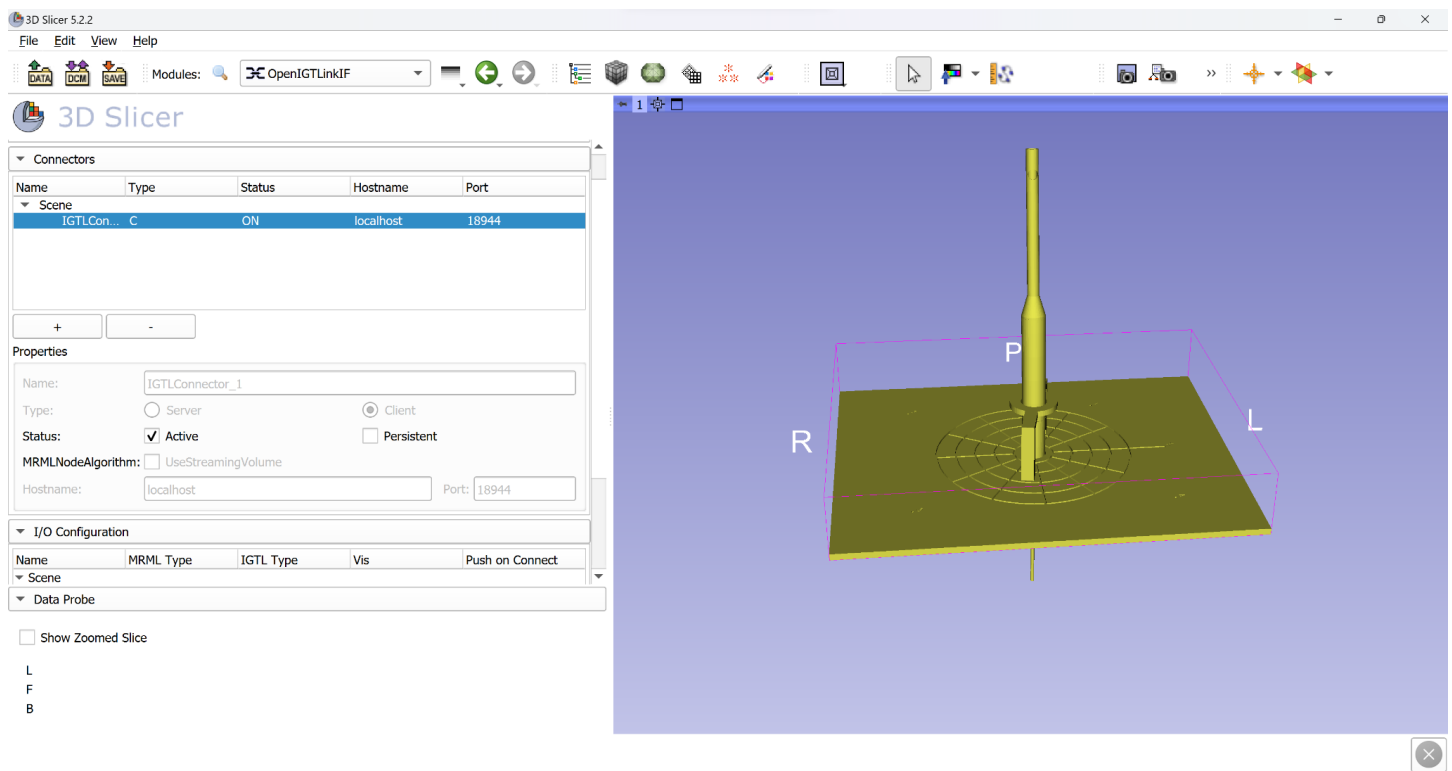 3D Slicer 5.2.2
File Edit View Help
DATA DCM SAVE Modules: OpenIGTLinkIF »
3D Slicer
1
Connectors
Name Type Status Hostname Port
Scene
IGTLCon... C ON localhost 18944
+ -
Properties
Name: IGTLConnector_1
Type: Server Client
Status: Active Persistent
MRMLNodeAlgorithm: UseStreamingVolume
Hostname: localhost Port: 18944
I/O Configuration
Name MRML Type IGTL Type Vis Push on Connect
Scene
Data Probe
Show Zoomed Slice
L
F
B
P
R
L